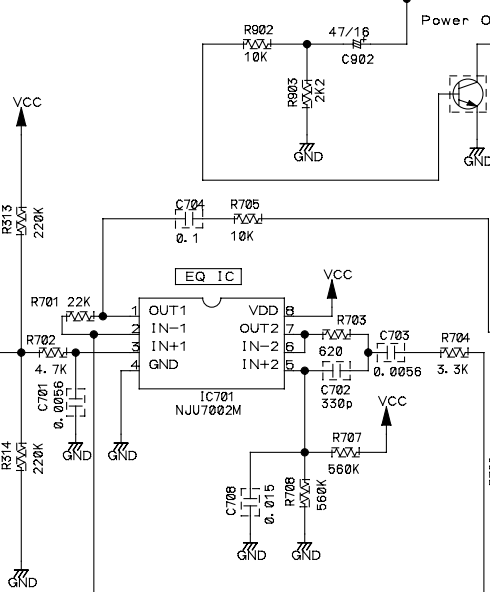 R902
47/16
Power O
10K
C902
R903
2K2
VCC
GND
GND
R313
220K
C704
R705
0.1
10K
EQ IC
VCC
R701 22K
1 OUT1
VDD 8
2 IN-1
OUT2 7
3 IN+1
IN-2 6
4 GND
IN+2 5
R703
620
C703
R704
0.0056
3.3K
R702
4.7K
C701
0.0056
IC701
NJU7002M
C702
330p
VCC
R314
220K
GND
GND
R707
560K
C708
0.015
R708
560K
GND
GND
GND